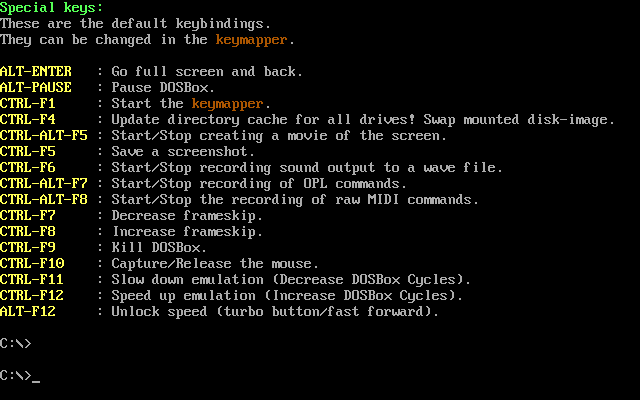 Special keys:
These are the default keybindings.
They can be changed in the keymapper.
ALT-ENTER   : Go full screen and back.
ALT-PAUSE   : Pause DOSBox.
CTRL-F1     : Start the keymapper.
CTRL-F4     : Update directory cache for all drives! Swap mounted disk-image.
CTRL-ALT-F5 : Start/Stop creating a movie of the screen.
CTRL-F5     : Save a screenshot.
CTRL-F6     : Start/Stop recording sound output to a wave file.
CTRL-ALT-F7 : Start/Stop recording of OPL commands.
CTRL-ALT-F8 : Start/Stop the recording of raw MIDI commands.
CTRL-F7     : Decrease frameskip.
CTRL-F8     : Increase frameskip.
CTRL-F9     : Kill DOSBox.
CTRL-F10    : Capture/Release the mouse.
CTRL-F11    : Slow down emulation (Decrease DOSBox Cycles).
CTRL-F12    : Speed up emulation (Increase DOSBox Cycles).
ALT-F12     : Unlock speed (turbo button/fast forward).
C:\>
C:\>_